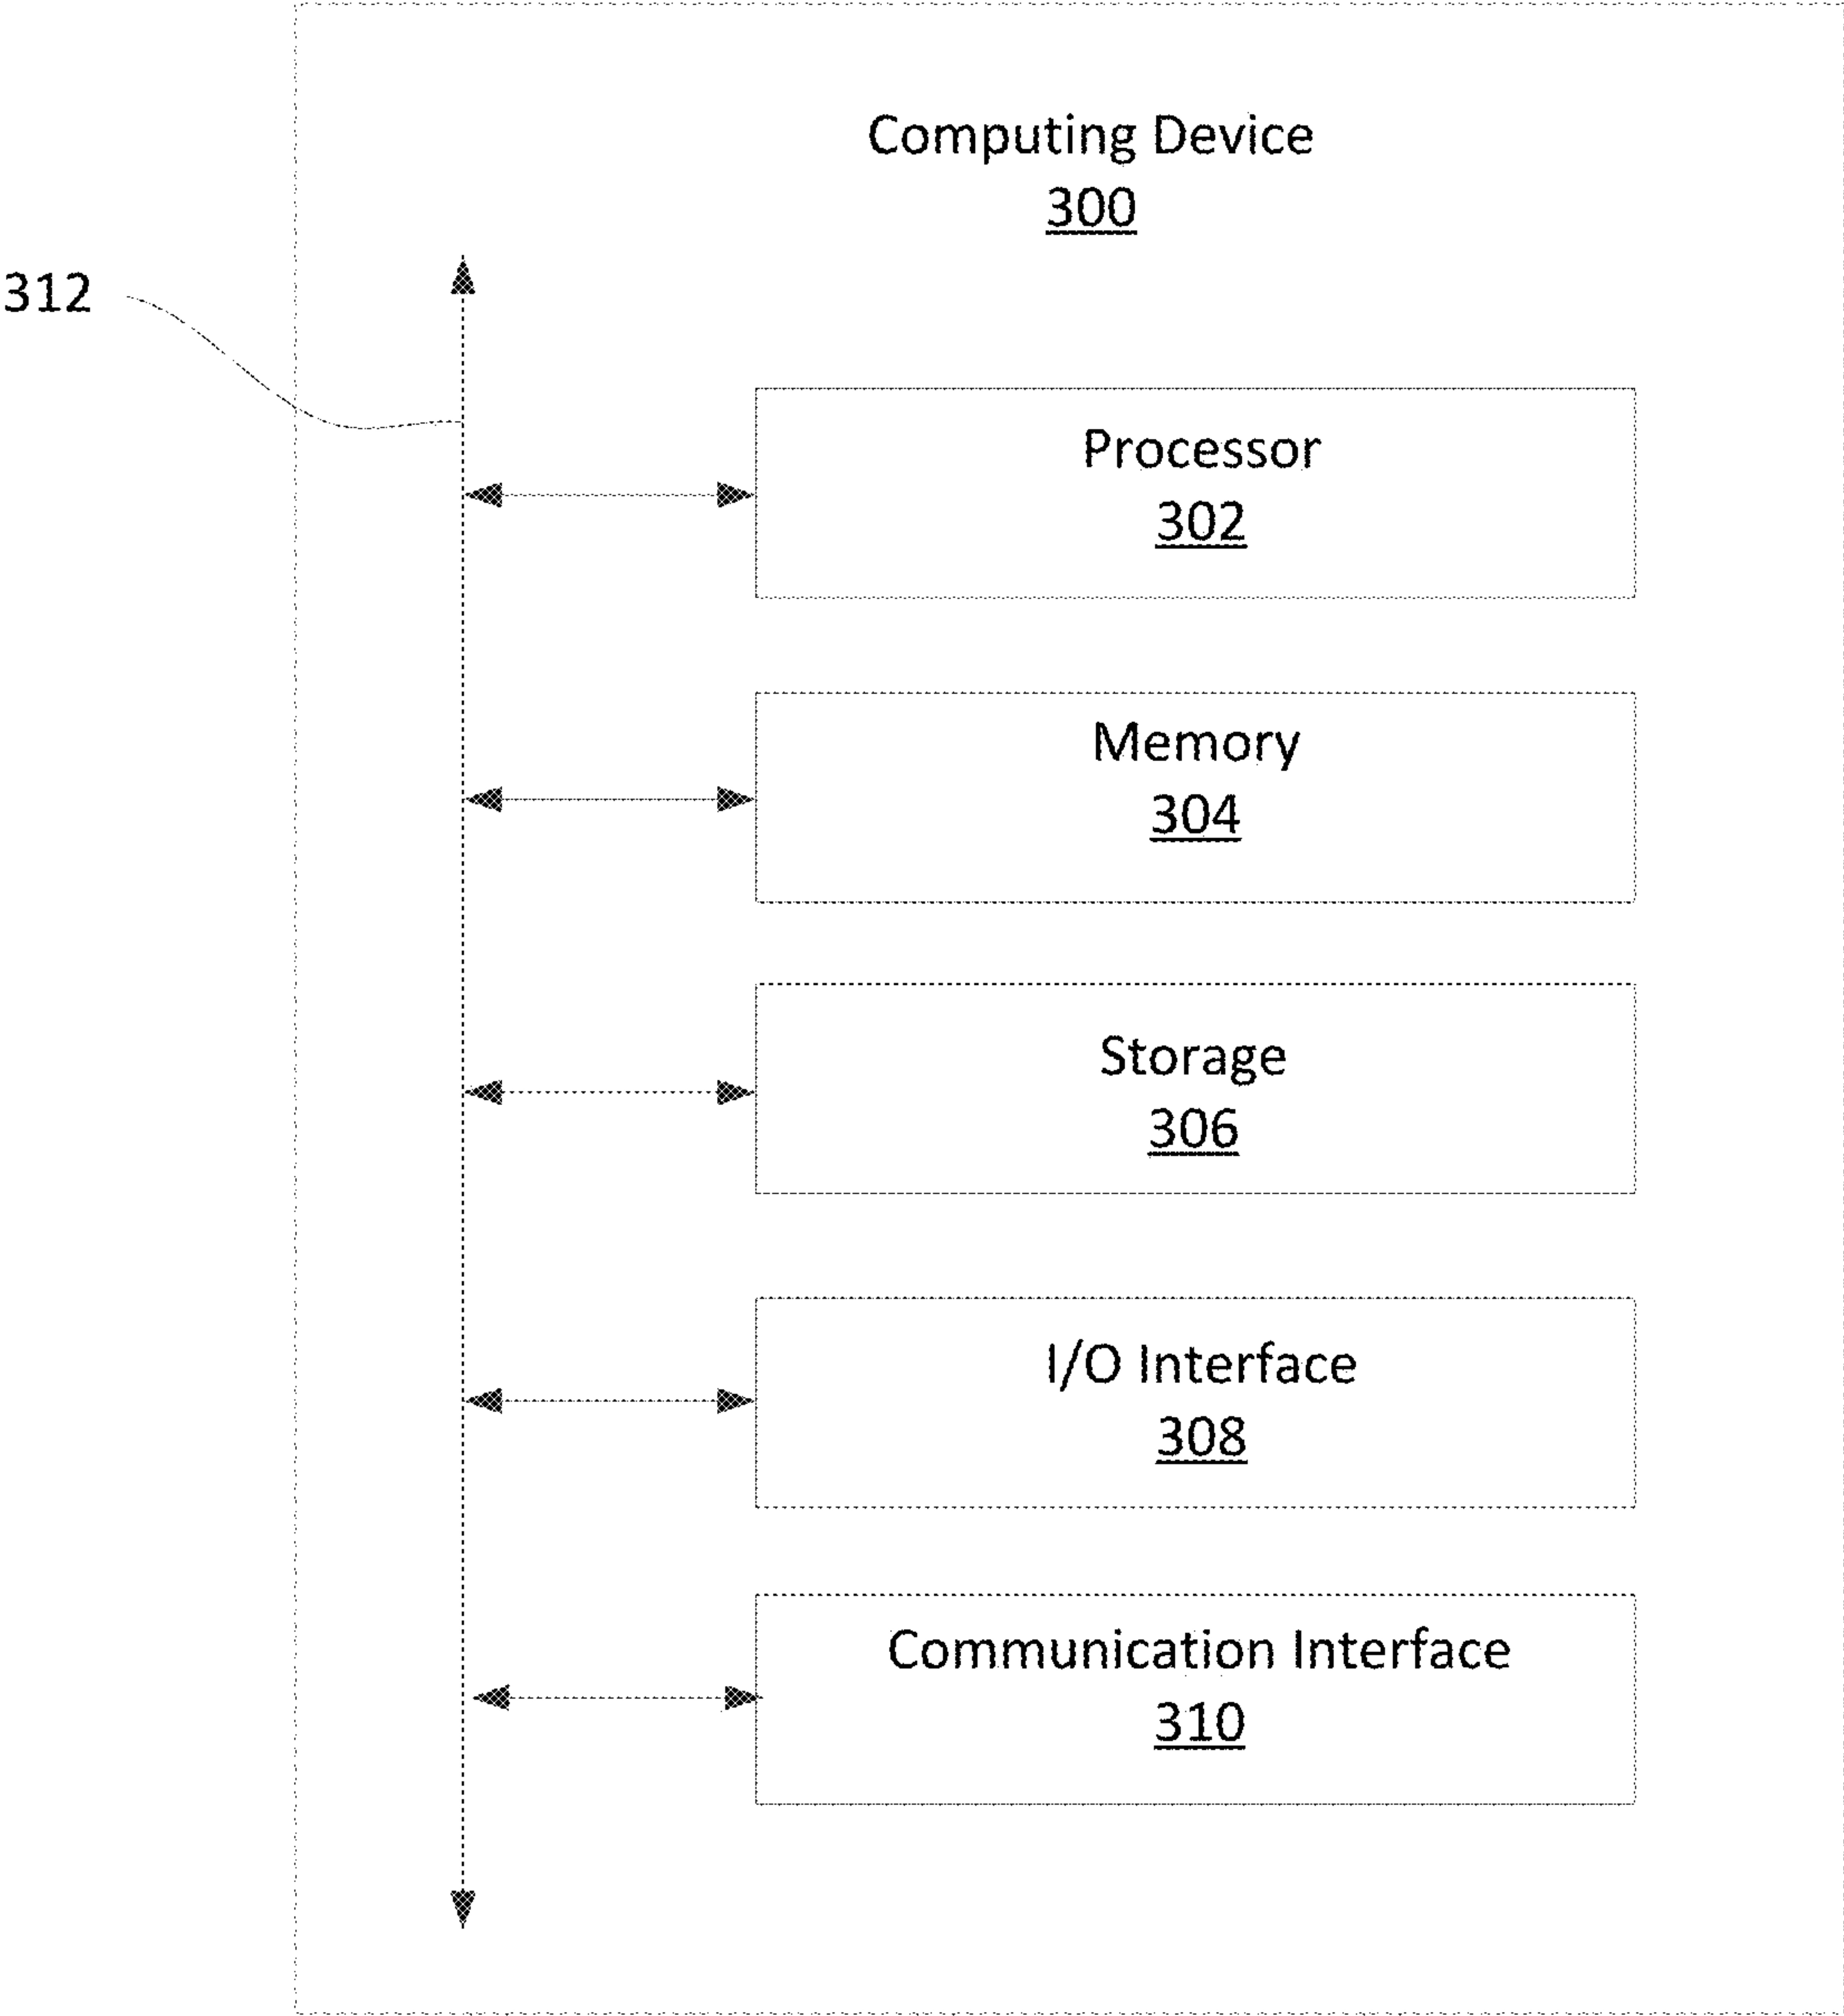 Computing Device
300
312
Processor
302
Memory
304
Storage
306
I/O Interface
308
Communication Interface
310